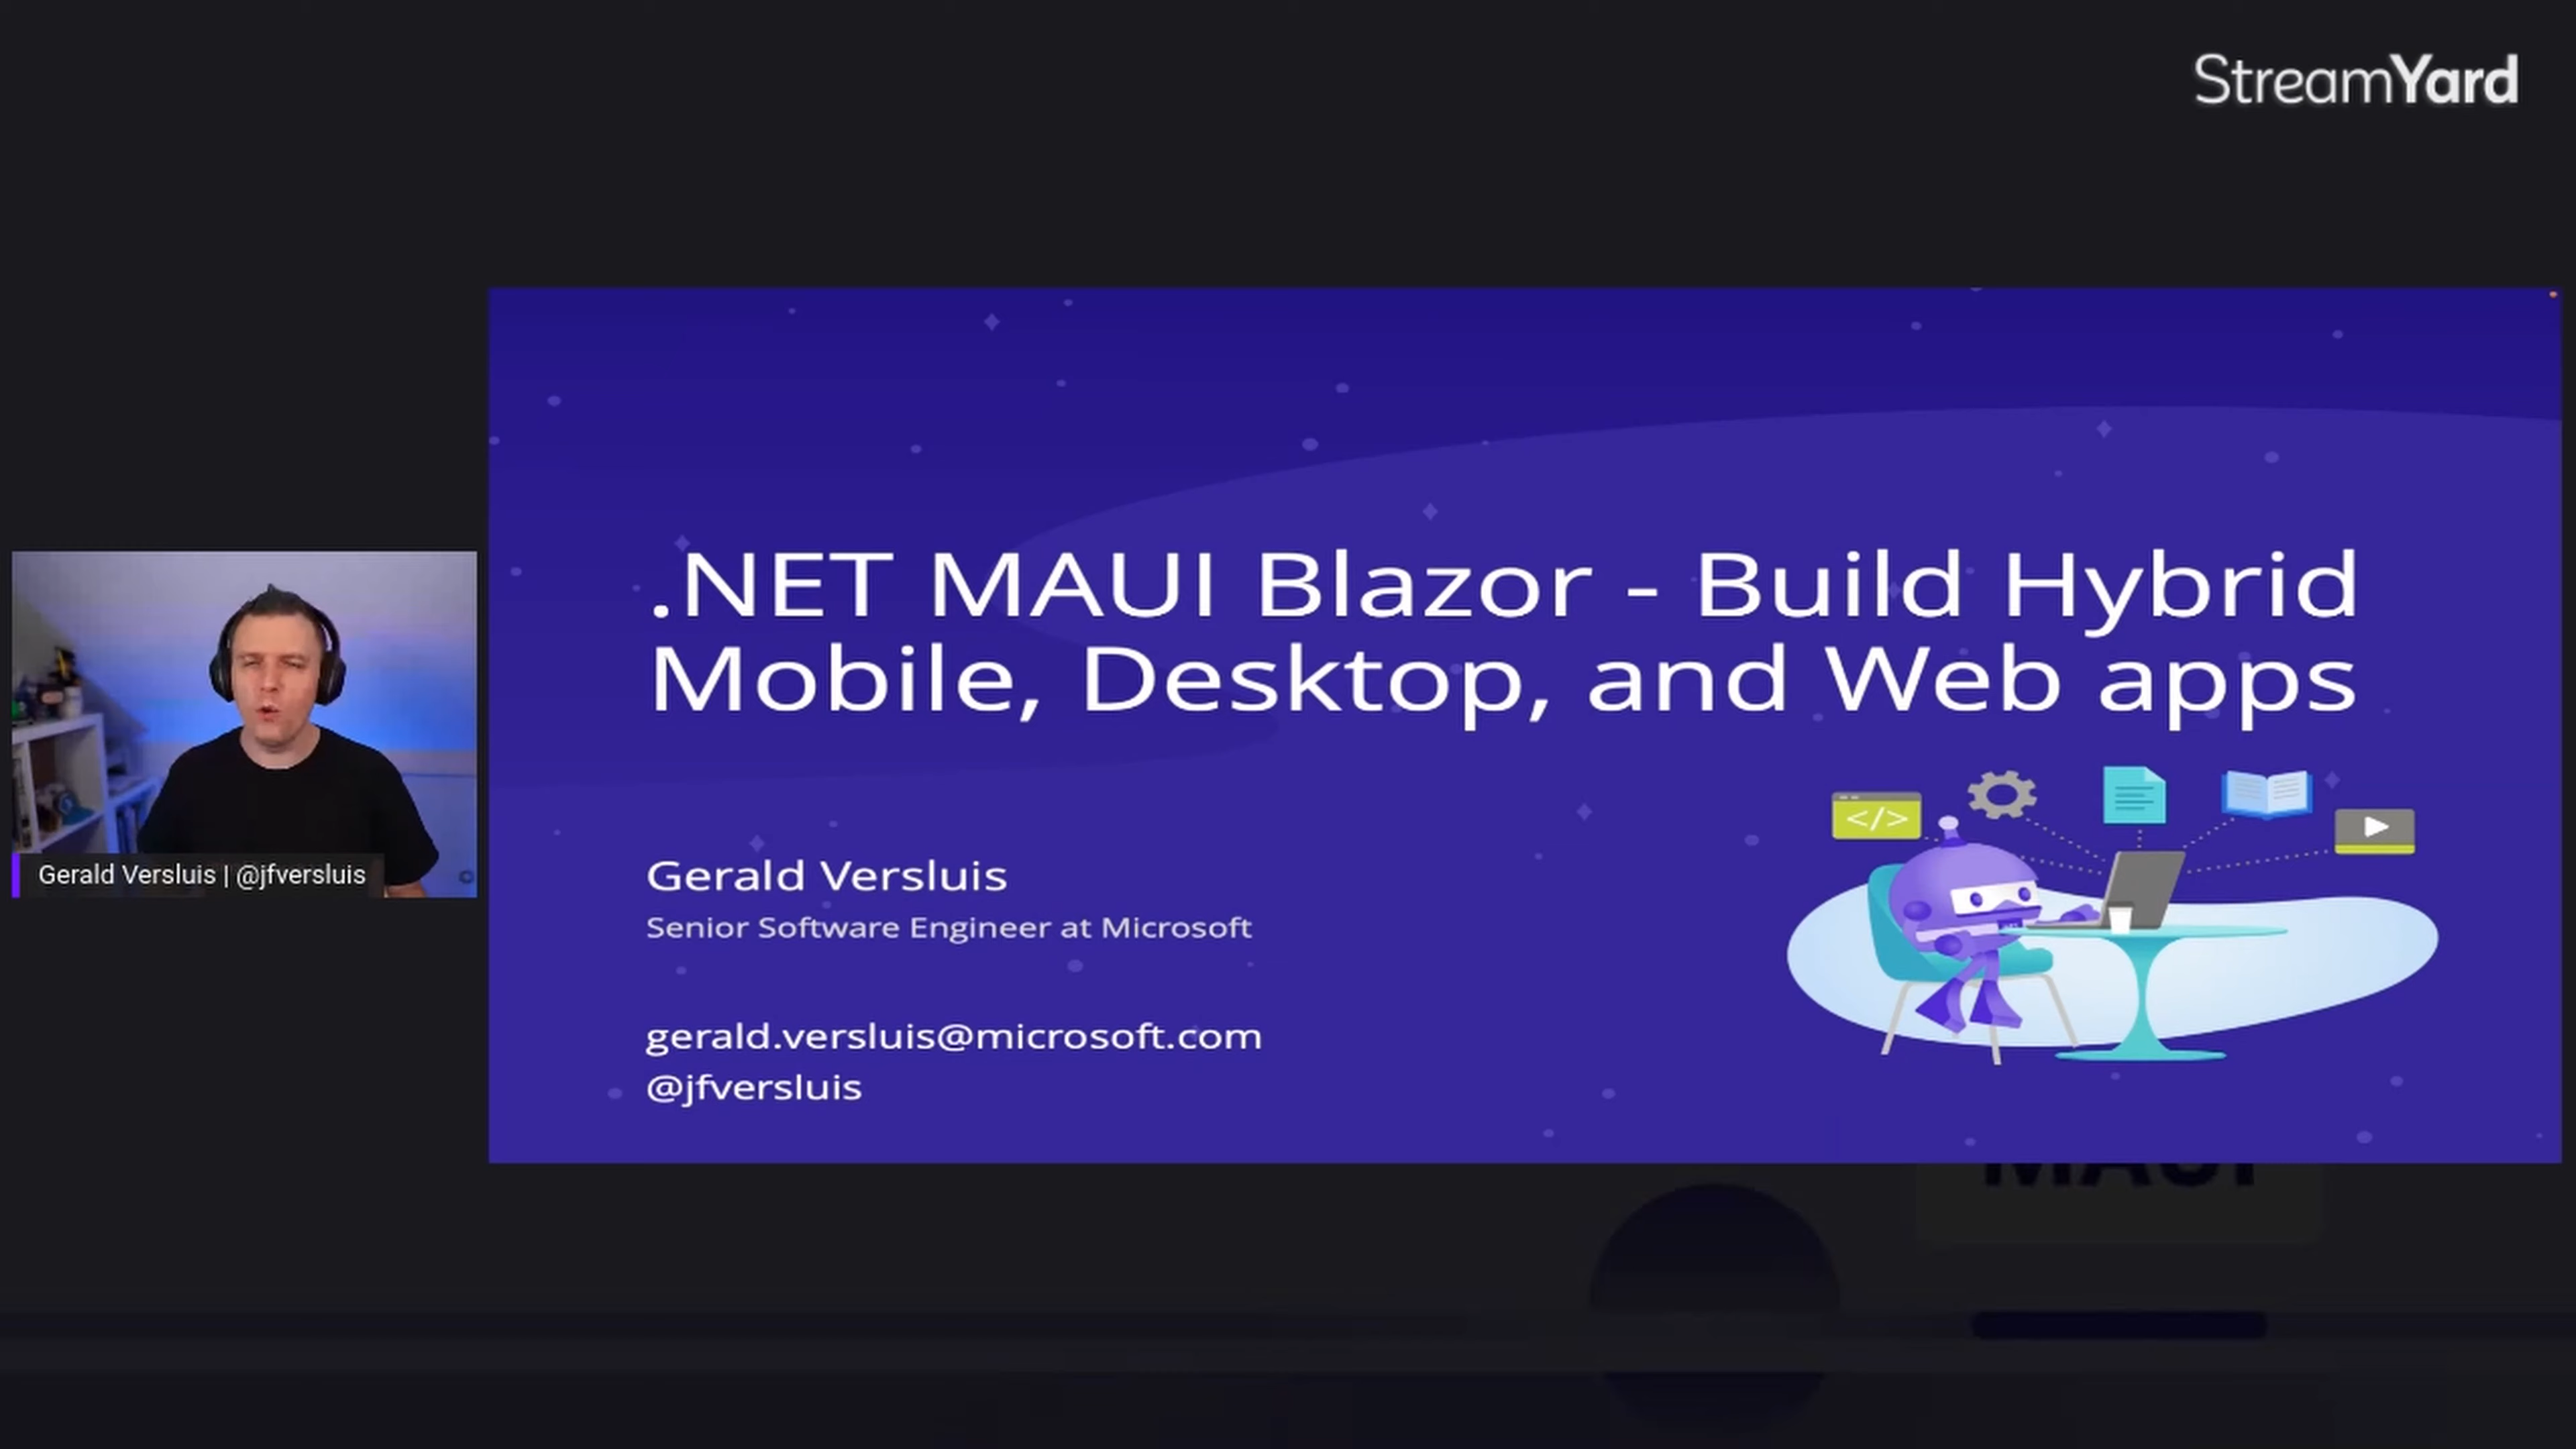 StreamYard
.NET MAUI Blazor - Build Hybrid
Mobile, Desktop, and Web apps
</>
Gerald Versluis
Senior Software Engineer at Microsoft
gerald.versluis@microsoft.com
@jfversluis
Gerald Versluis | @jfversluis
MAUI